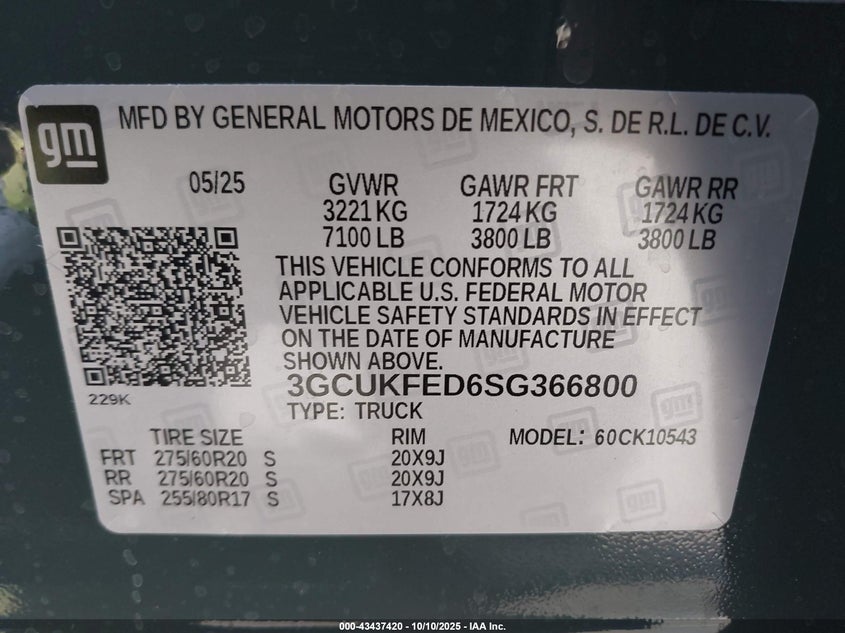 gm
MFD BY GENERAL MOTORS DE MEXICO, S. DE R.L. DE C.V.
05/25 GVWR GAWR FRT GAWR RR
3221 KG 1724 KG 1724 KG
7100 LB 3800 LB 3800 LB
THIS VEHICLE CONFORMS TO ALL
APPLICABLE U.S. FEDERAL MOTOR
VEHICLE SAFETY STANDARDS IN EFFECT
ON THE DATE OF MANUFACTURE
SHOWN ABOVE.
3GCUKFED6SG366800
229K
TYPE: TRUCK
TIRE SIZE RIM MODEL: 60CK10543
FRT 275/60R20 S 20X9J
RR 275/60R20 S 20X9J
SPA 255/80R17 S 17X8J
000-43437420 - 10/10/2025 - IAA Inc.